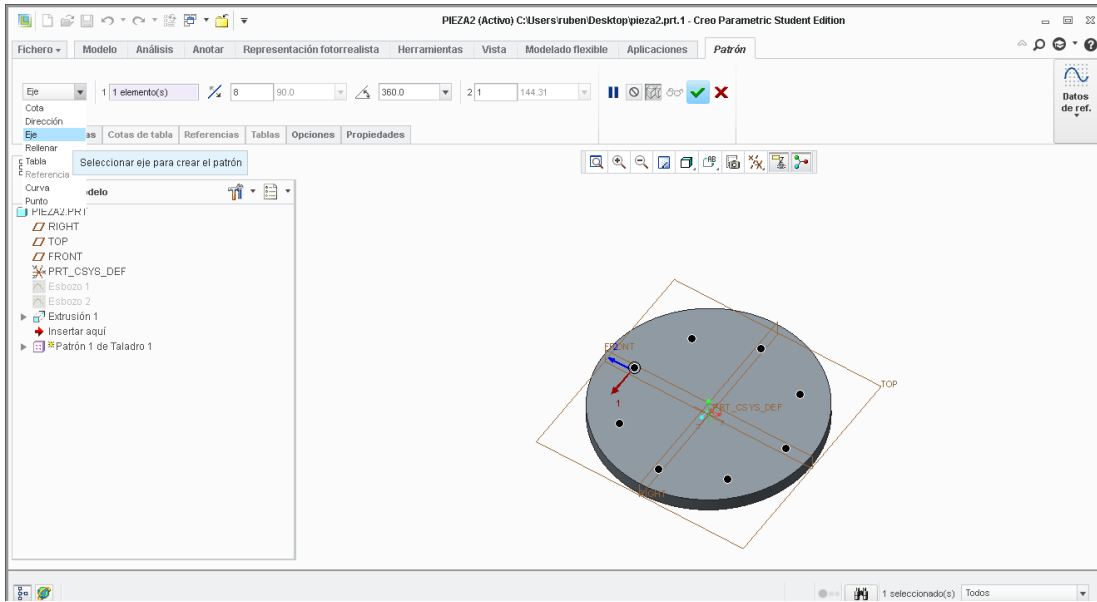 PIEZA2 (Activo) C:\Users\ruben\Desktop\pieza2.prt.1 - Creo Parametric Student Edition
Fichero Modelo Análisis Anotar Representación fotorrealista Herramientas Vista Modelado flexible Aplicaciones Patrón
Eje 1 1 elemento(s) 8 90.0 360.0 2 1 144.31
Datos de ref.
Cota
Dirección
Eje
Rellenar
Tabla
Referencia
Curva
Punto
as Cotas de tabla Referencias Tablas Opciones Propiedades
Seleccionar eje para crear el patrón
delo
PIEZA2.PRT
RIGHT
TOP
FRONT
PRT_CSYS_DEF
Esbozo 1
Esbozo 2
Extrusión 1
Insertar aquí
Patrón 1 de Taladro 1
FRONT
2
1
TOP
PRT_CSYS_DEF
RIGHT
1 seleccionado(s) Todos